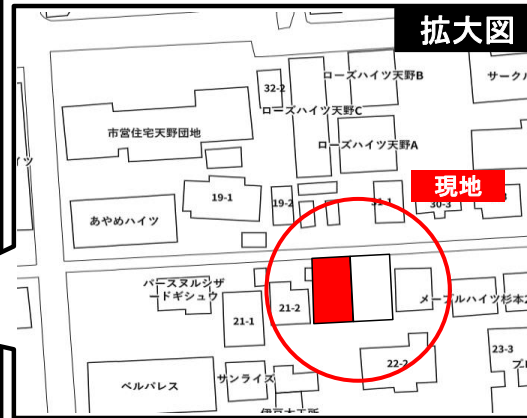 拡大図
ローズハイツ天野B
サークル
32-2
ローズハイツ天野C
市営住宅天野団地
ローズハイツ天野A
現地
19-1
19-2
30-3
あやめハイツ
パースヌルシザ
ードギシュウ
メープルハイツ杉本2
21-2
21-1
22-2
23-3
ベルパレス
サンライズ